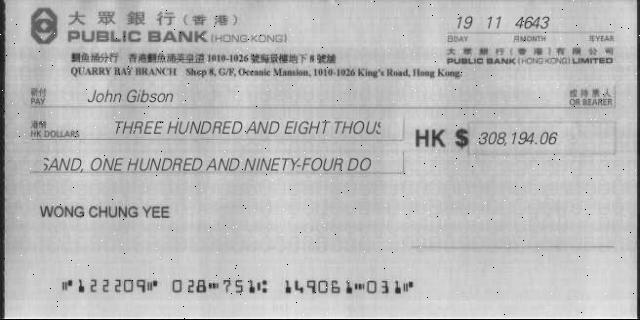 大眾銀行(香港)
PUBLIC BANK (HONG KONG)
19 11 4643
日DAY 月MONTH 年YEAR
鰂魚涌分行 香港鰂魚涌英皇道 1010-1026 號海景樓地下 8 號舖
QUARRY BAY BRANCH Shop 8, G/F, Oceanic Mansion, 1010-1026 King's Road, Hong Kong:
大眾銀行(香港)有限公司
PUBLIC BANK (HONG KONG) LIMITED
祈付
PAY
John Gibson
或持票人
OR BEARER
港幣
HK DOLLARS
THREE HUNDRED AND EIGHT THOUS
HK $ 308,194.06
SAND, ONE HUNDRED AND NINETY-FOUR DO
WONG CHUNG YEE
⑈122209⑈ 028⑉751⑆ 149061⑉031⑈